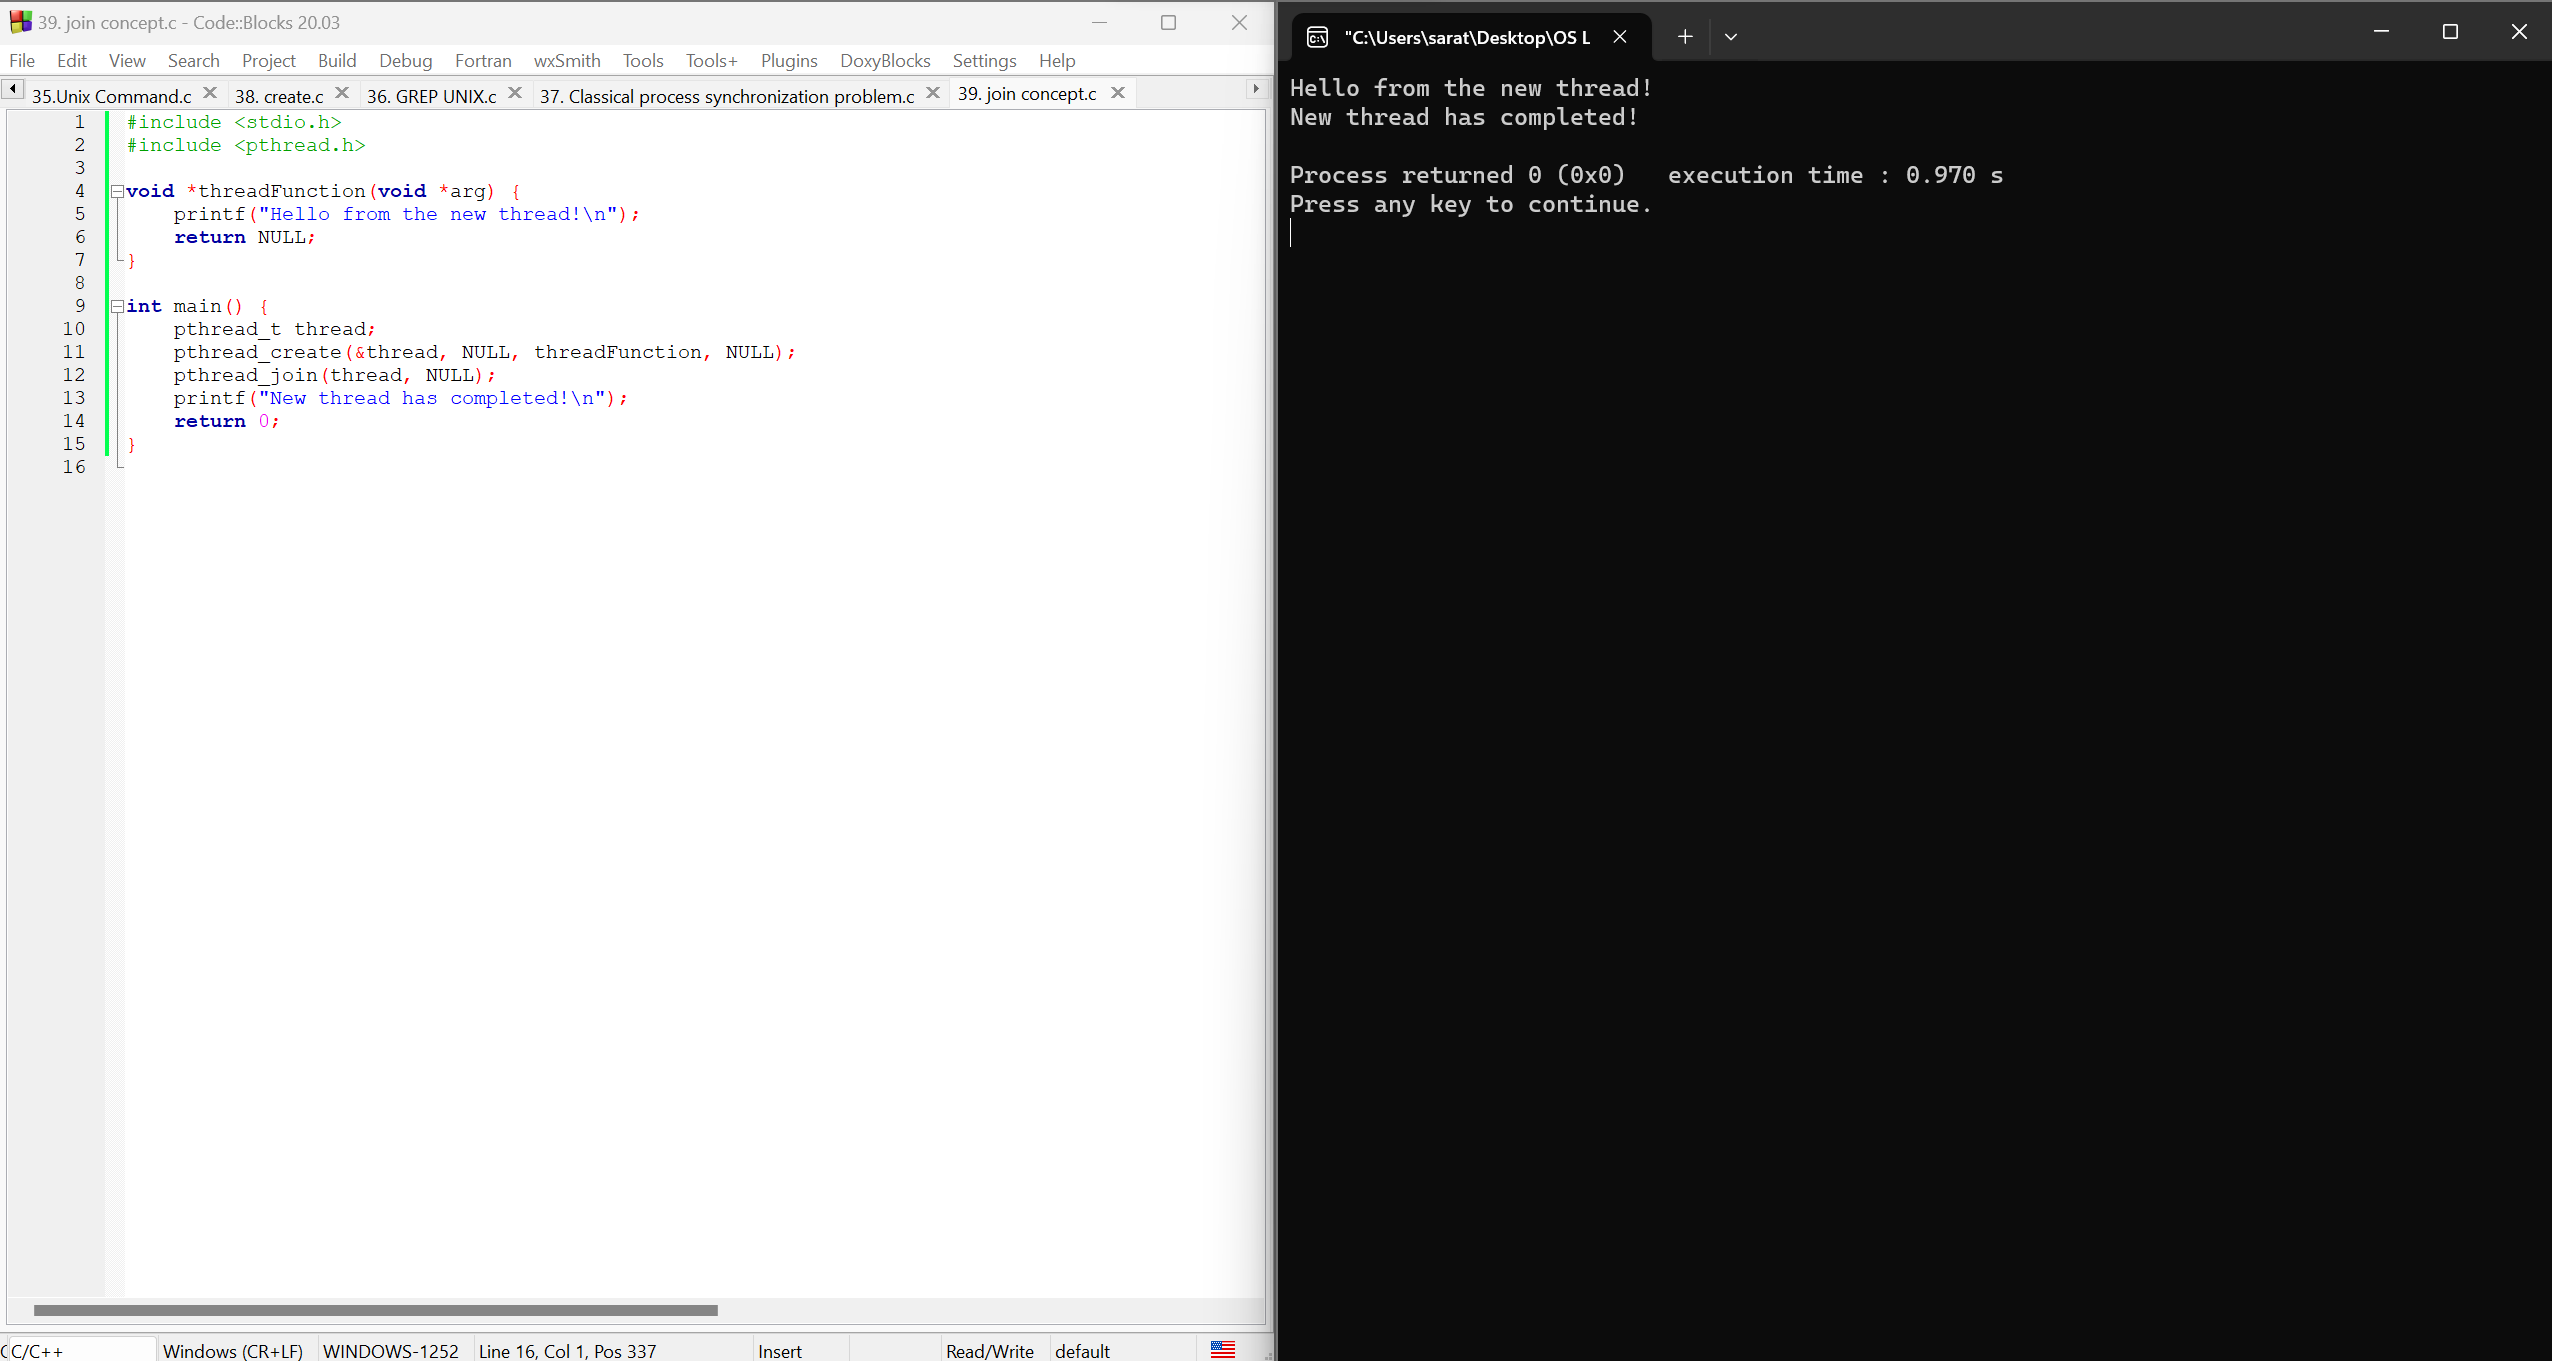 39. join concept.c - Code::Blocks 20.03
File Edit View Search Project Build Debug Fortran wxSmith Tools Tools+ Plugins DoxyBlocks Settings Help
35.Unix Command.c 38. create.c 36. GREP UNIX.c 37. Classical process synchronization problem.c 39. join concept.c
1 #include <stdio.h>
2 #include <pthread.h>
3
4 void *threadFunction(void *arg) {
5     printf("Hello from the new thread!\n");
6     return NULL;
7 }
8
9 int main() {
10     pthread_t thread;
11     pthread_create(&thread, NULL, threadFunction, NULL);
12     pthread_join(thread, NULL);
13     printf("New thread has completed!\n");
14     return 0;
15 }
16
C/C++ Windows (CR+LF) WINDOWS-1252 Line 16, Col 1, Pos 337 Insert Read/Write default
"C:\Users\sarat\Desktop\OS L
Hello from the new thread!
New thread has completed!
Process returned 0 (0x0)   execution time : 0.970 s
Press any key to continue.